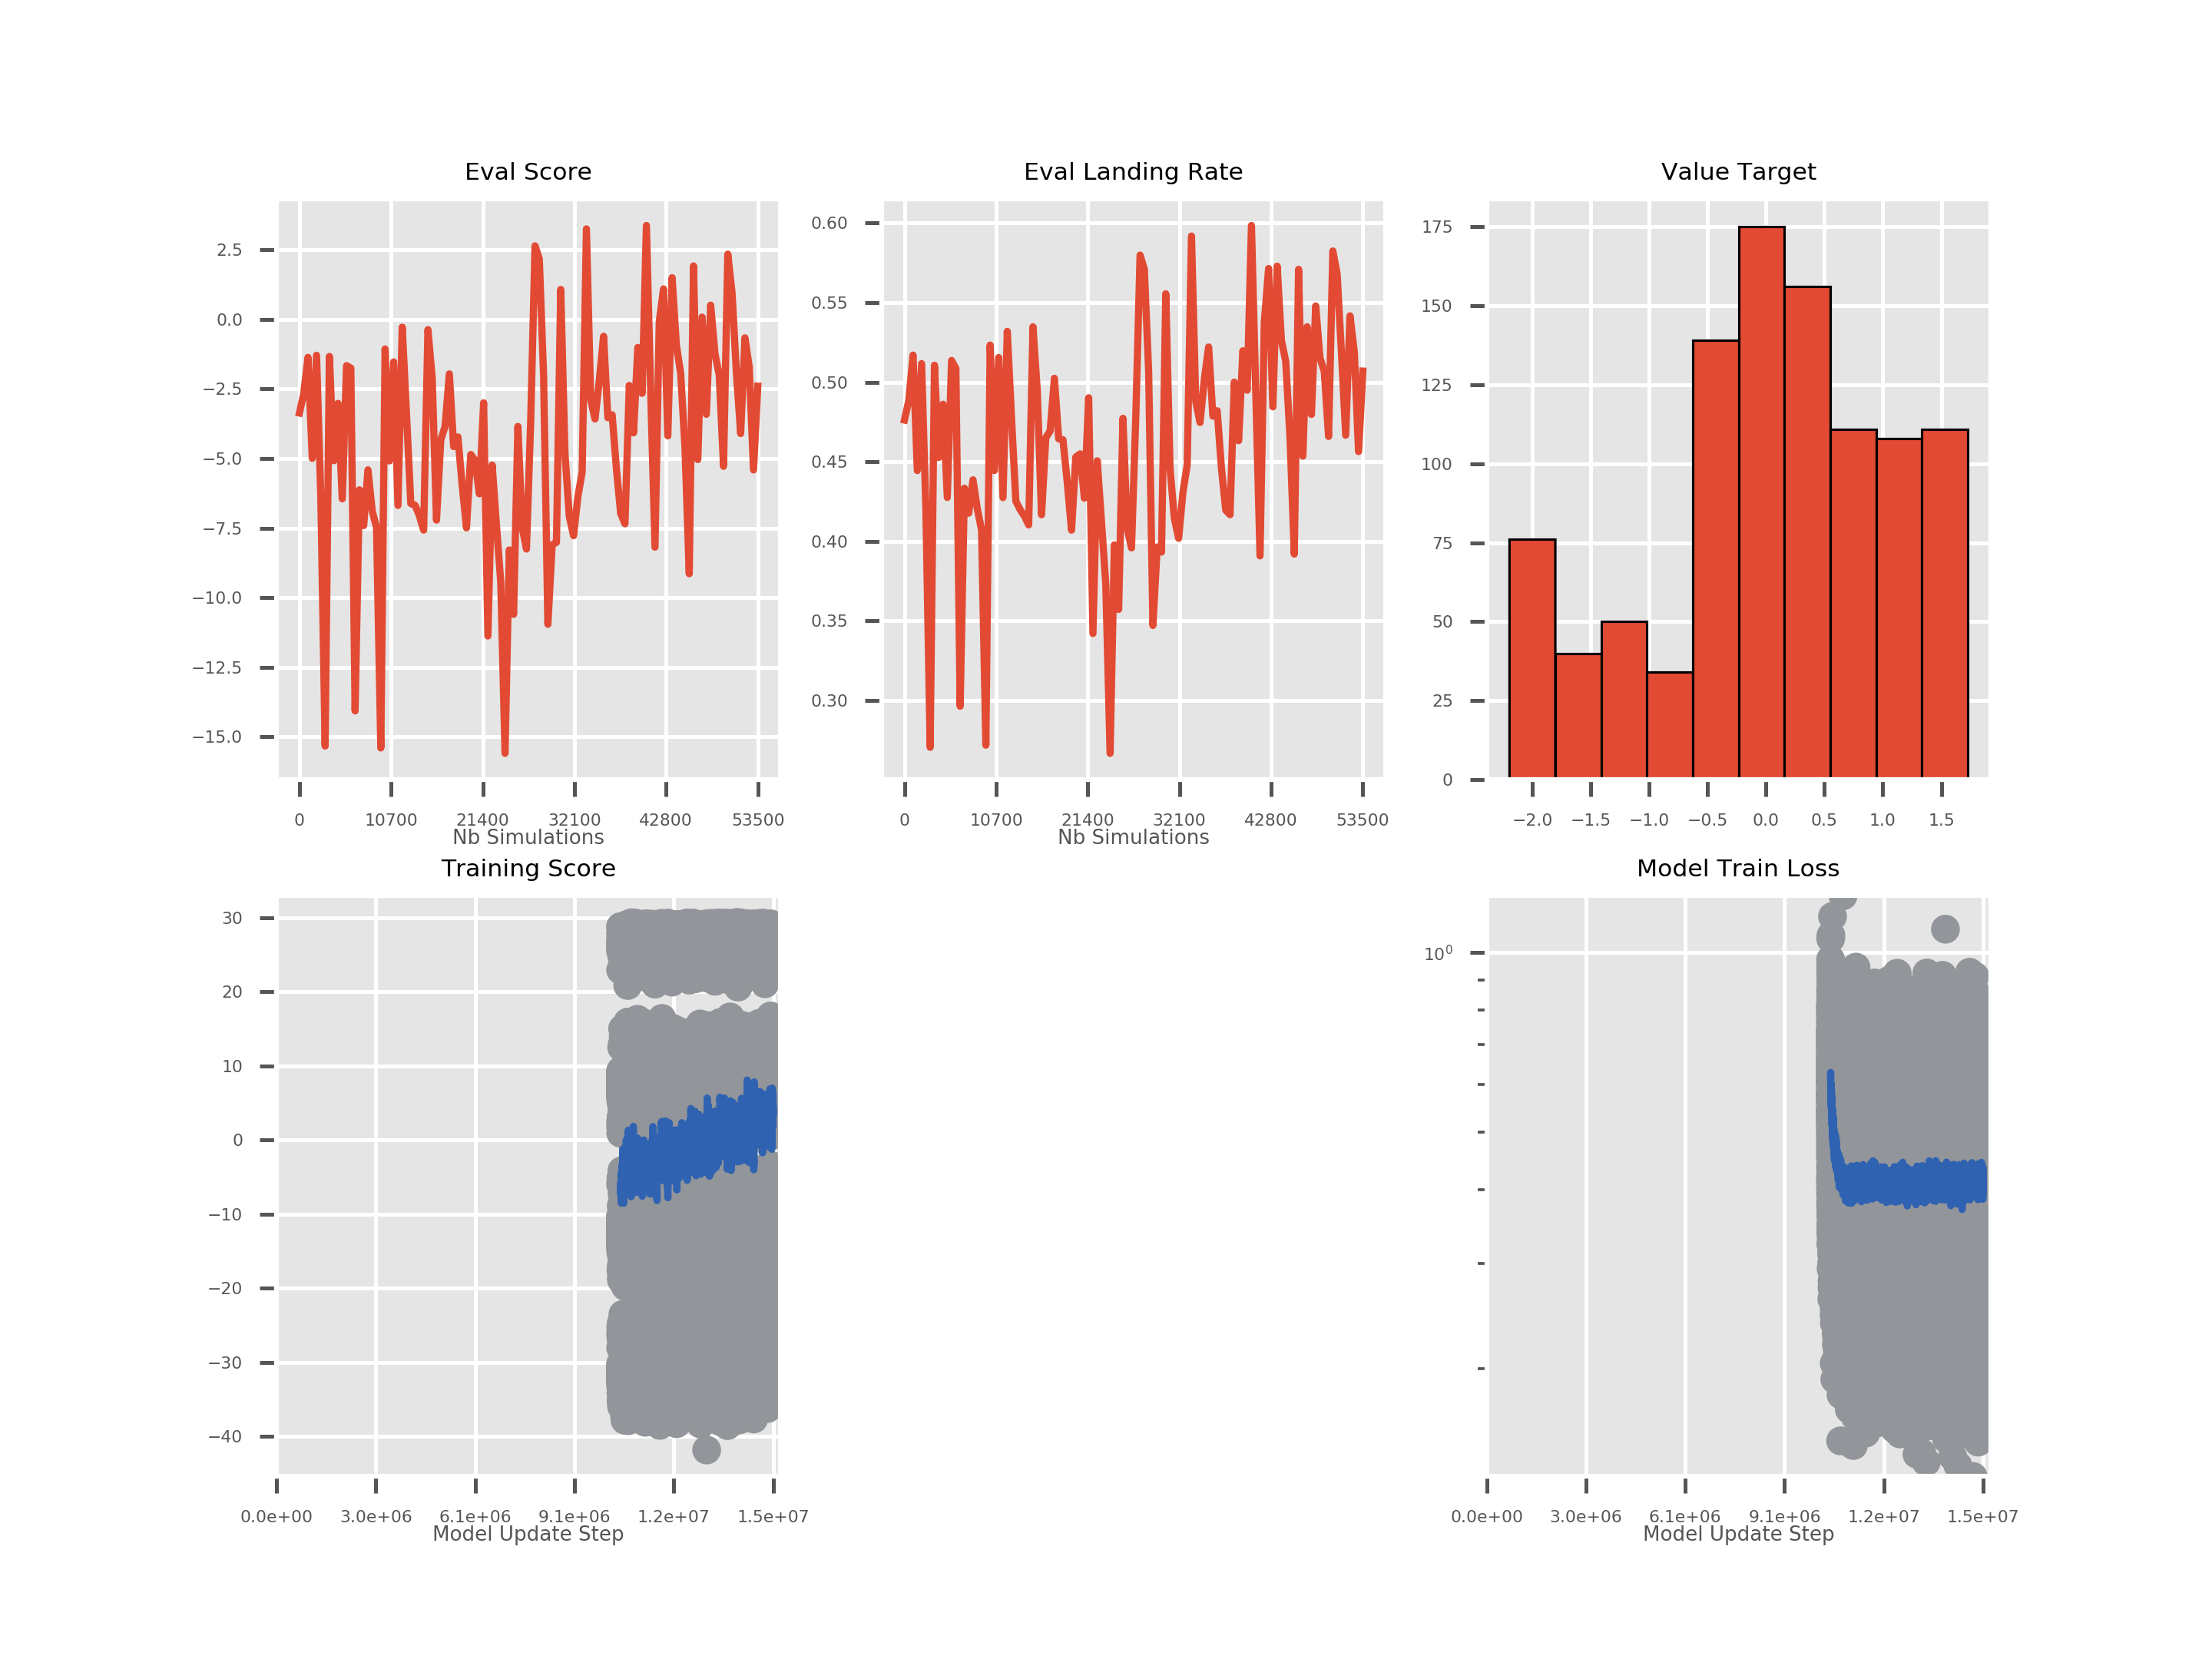 Eval Score
Eval Landing Rate
Value Target
2.5
0.0
−2.5
−5.0
−7.5
−10.0
−12.5
−15.0
0 10700 21400 32100 42800 53500
Nb Simulations
0.60
0.55
0.50
0.45
0.40
0.35
0.30
0 10700 21400 32100 42800 53500
Nb Simulations
175
150
125
100
75
50
25
0
−2.0 −1.5 −1.0 −0.5 0.0 0.5 1.0 1.5
Training Score
Model Train Loss
30
20
10
0
−10
−20
−30
−40
0.0e+00 3.0e+06 6.1e+06 9.1e+06 1.2e+07 1.5e+07
Model Update Step
10⁰
0.0e+00 3.0e+06 6.1e+06 9.1e+06 1.2e+07 1.5e+07
Model Update Step